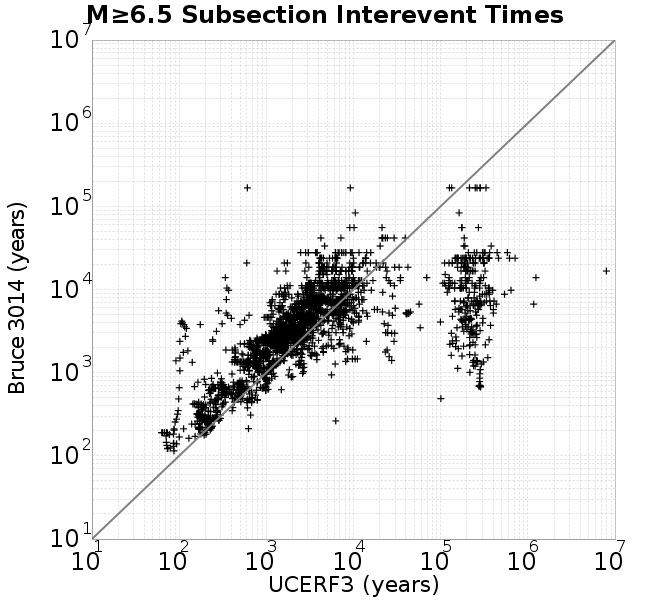 M≥6.5 Subsection Interevent Times
10^7
10^6
10^5
10^4
10^3
10^2
10^1
Bruce 3014 (years)
10^1 10^2 10^3 10^4 10^5 10^6 10^7
UCERF3 (years)